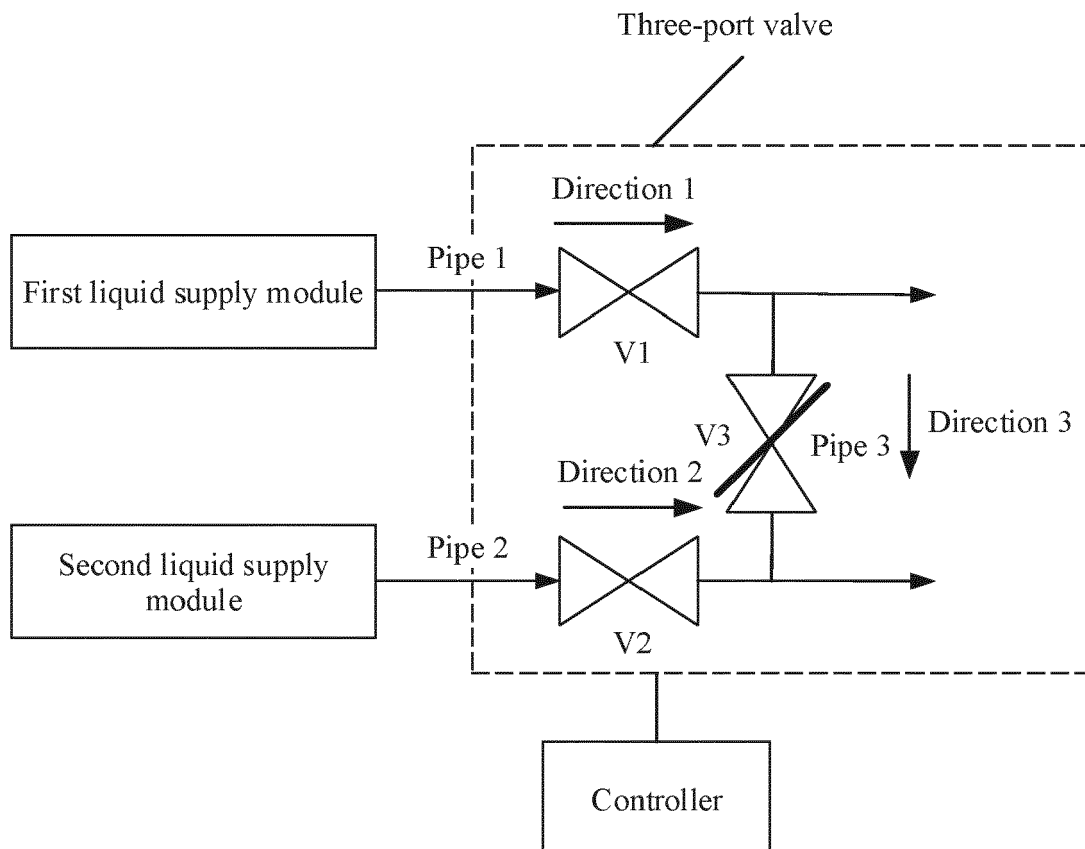 Three-port valve
Direction 1
Pipe 1
First liquid supply module
V1
V3
Pipe 3
Direction 3
Direction 2
Pipe 2
Second liquid supply
module
V2
Controller